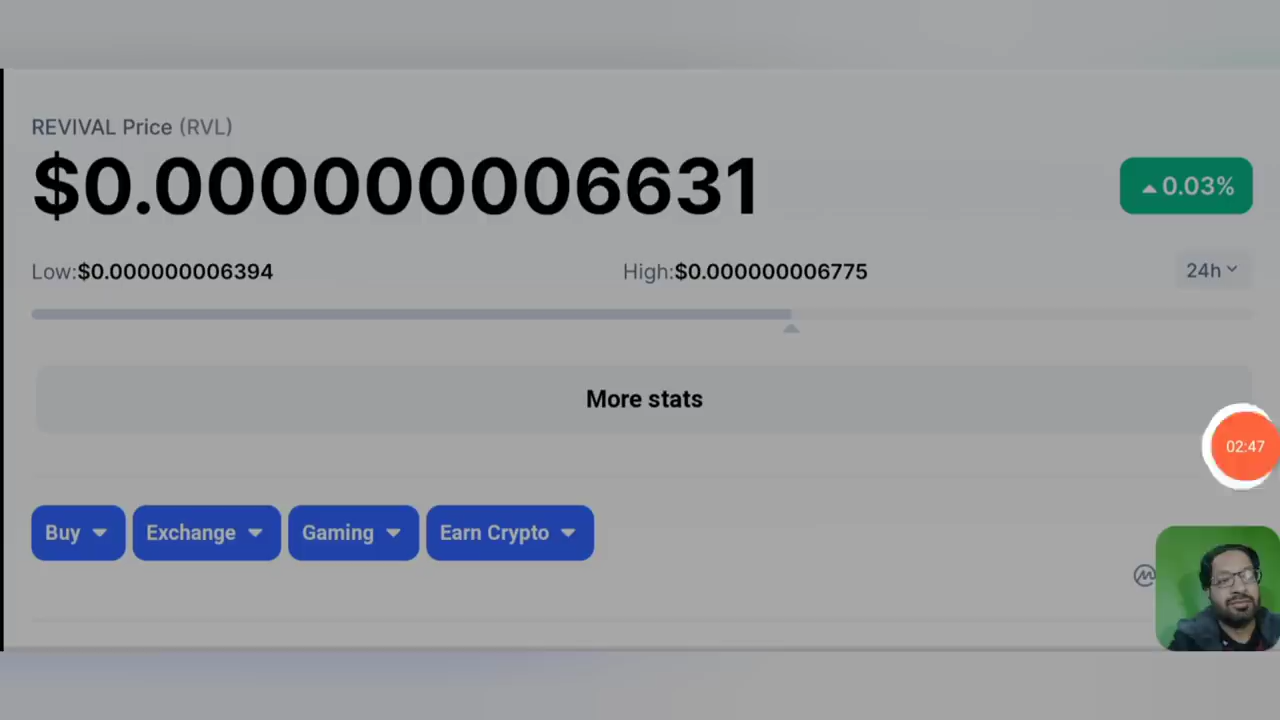 REVIVAL Price (RVL)
$0.000000006631
0.03%
Low:$0.000000006394
High:$0.000000006775
24h
More stats
02:47
Buy
Exchange
Gaming
Earn Crypto